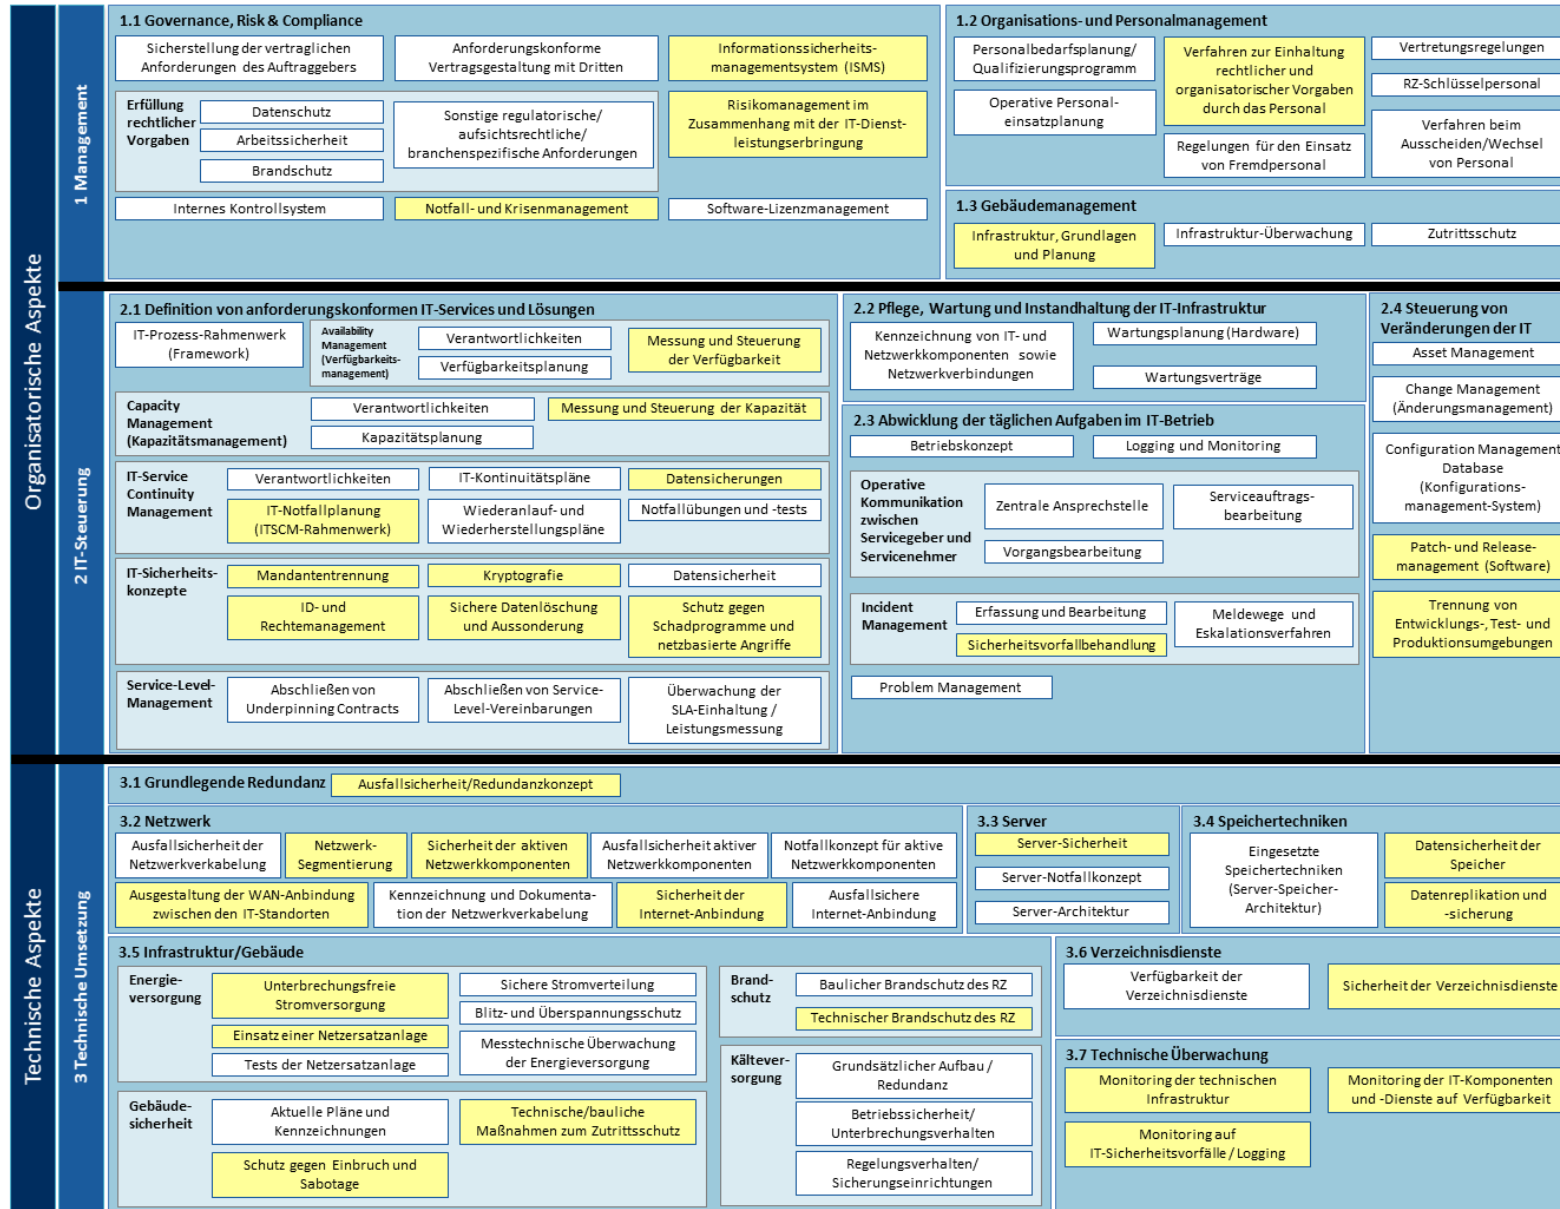 Organisatorische Aspekte
1 Management
1.1 Governance, Risk & Compliance
Sicherstellung der vertraglichen
Anforderungen des Auftraggebers
Anforderungskonforme
Vertragsgestaltung mit Dritten
Informationssicherheits-
managementsystem (ISMS)
Erfüllung
rechtlicher
Vorgaben
Datenschutz
Arbeitssicherheit
Brandschutz
Sonstige regulatorische/
aufsichtsrechtliche/
branchenspezifische Anforderungen
Risikomanagement im
Zusammenhang mit der IT-Dienst-
leistungserbringung
Internes Kontrollsystem
Notfall- und Krisenmanagement
Software-Lizenzmanagement
1.2 Organisations- und Personalmanagement
Personalbedarfsplanung/
Qualifizierungsprogramm
Operative Personal-
einsatzplanung
Verfahren zur Einhaltung
rechtlicher und
organisatorischer Vorgaben
durch das Personal
Regelungen für den Einsatz
von Fremdpersonal
Vertretungsregelungen
RZ-Schlüsselpersonal
Verfahren beim
Ausscheiden/Wechsel
von Personal
1.3 Gebäudemanagement
Infrastruktur, Grundlagen
und Planung
Infrastruktur-Überwachung
Zutrittsschutz
2 IT-Steuerung
2.1 Definition von anforderungskonformen IT-Services und Lösungen
IT-Prozess-Rahmenwerk
(Framework)
Availability
Management
(Verfügbarkeits-
management)
Verantwortlichkeiten
Verfügbarkeitsplanung
Messung und Steuerung
der Verfügbarkeit
Capacity
Management
(Kapazitätsmanagement)
Verantwortlichkeiten
Kapazitätsplanung
Messung und Steuerung der Kapazität
IT-Service
Continuity
Management
Verantwortlichkeiten
IT-Kontinuitätspläne
Datensicherungen
IT-Notfallplanung
(ITSCM-Rahmenwerk)
Wiederanlauf- und
Wiederherstellungspläne
Notfallübungen und -tests
IT-Sicherheits-
konzepte
Mandantentrennung
Kryptografie
Datensicherheit
ID- und
Rechtemanagement
Sichere Datenlöschung
und Aussonderung
Schutz gegen
Schadprogramme und
netzbasierte Angriffe
Service-Level-
Management
Abschließen von
Underpinning Contracts
Abschließen von Service-
Level-Vereinbarungen
Überwachung der
SLA-Einhaltung /
Leistungsmessung
2.2 Pflege, Wartung und Instandhaltung der IT-Infrastruktur
Kennzeichnung von IT- und
Netzwerkkomponenten sowie
Netzwerkverbindungen
Wartungsplanung (Hardware)
Wartungsverträge
2.3 Abwicklung der täglichen Aufgaben im IT-Betrieb
Betriebskonzept
Logging und Monitoring
Operative
Kommunikation
zwischen
Servicegeber und
Servicenehmer
Zentrale Ansprechstelle
Serviceauftrags-
bearbeitung
Vorgangsbearbeitung
Incident
Management
Erfassung und Bearbeitung
Sicherheitsvorfallbehandlung
Meldewege und
Eskalationsverfahren
Problem Management
2.4 Steuerung von
Veränderungen der IT
Asset Management
Change Management
(Änderungsmanagement)
Configuration Management
Database
(Konfigurations-
management-System)
Patch- und Release-
management (Software)
Trennung von
Entwicklungs-, Test- und
Produktionsumgebungen
Technische Aspekte
3 Technische Umsetzung
3.1 Grundlegende Redundanz
Ausfallsicherheit/Redundanzkonzept
3.2 Netzwerk
Ausfallsicherheit der
Netzwerkverkabelung
Netzwerk-
Segmentierung
Sicherheit der aktiven
Netzwerkkomponenten
Ausfallsicherheit aktiver
Netzwerkkomponenten
Notfallkonzept für aktive
Netzwerkkomponenten
Ausgestaltung der WAN-Anbindung
zwischen den IT-Standorten
Kennzeichnung und Dokumenta-
tion der Netzwerkverkabelung
Sicherheit der
Internet-Anbindung
Ausfallsichere
Internet-Anbindung
3.3 Server
Server-Sicherheit
Server-Notfallkonzept
Server-Architektur
3.4 Speichertechniken
Eingesetzte
Speichertechniken
(Server-Speicher-
Architektur)
Datensicherheit der
Speicher
Datenreplikation und
-sicherung
3.5 Infrastruktur/Gebäude
Energie-
versorgung
Unterbrechungsfreie
Stromversorgung
Einsatz einer Netzersatzanlage
Tests der Netzersatzanlage
Sichere Stromverteilung
Blitz- und Überspannungsschutz
Messtechnische Überwachung
der Energieversorgung
Gebäude-
sicherheit
Aktuelle Pläne und
Kennzeichnungen
Technische/bauliche
Maßnahmen zum Zutrittsschutz
Schutz gegen Einbruch und
Sabotage
Brand-
schutz
Baulicher Brandschutz des RZ
Technischer Brandschutz des RZ
Kältever-
sorgung
Grundsätzlicher Aufbau /
Redundanz
Betriebssicherheit/
Unterbrechungsverhalten
Regelungsverhalten/
Sicherungseinrichtungen
3.6 Verzeichnisdienste
Verfügbarkeit der
Verzeichnisdienste
Sicherheit der Verzeichnisdienste
3.7 Technische Überwachung
Monitoring der technischen
Infrastruktur
Monitoring der IT-Komponenten
und -Dienste auf Verfügbarkeit
Monitoring auf
IT-Sicherheitsvorfälle / Logging